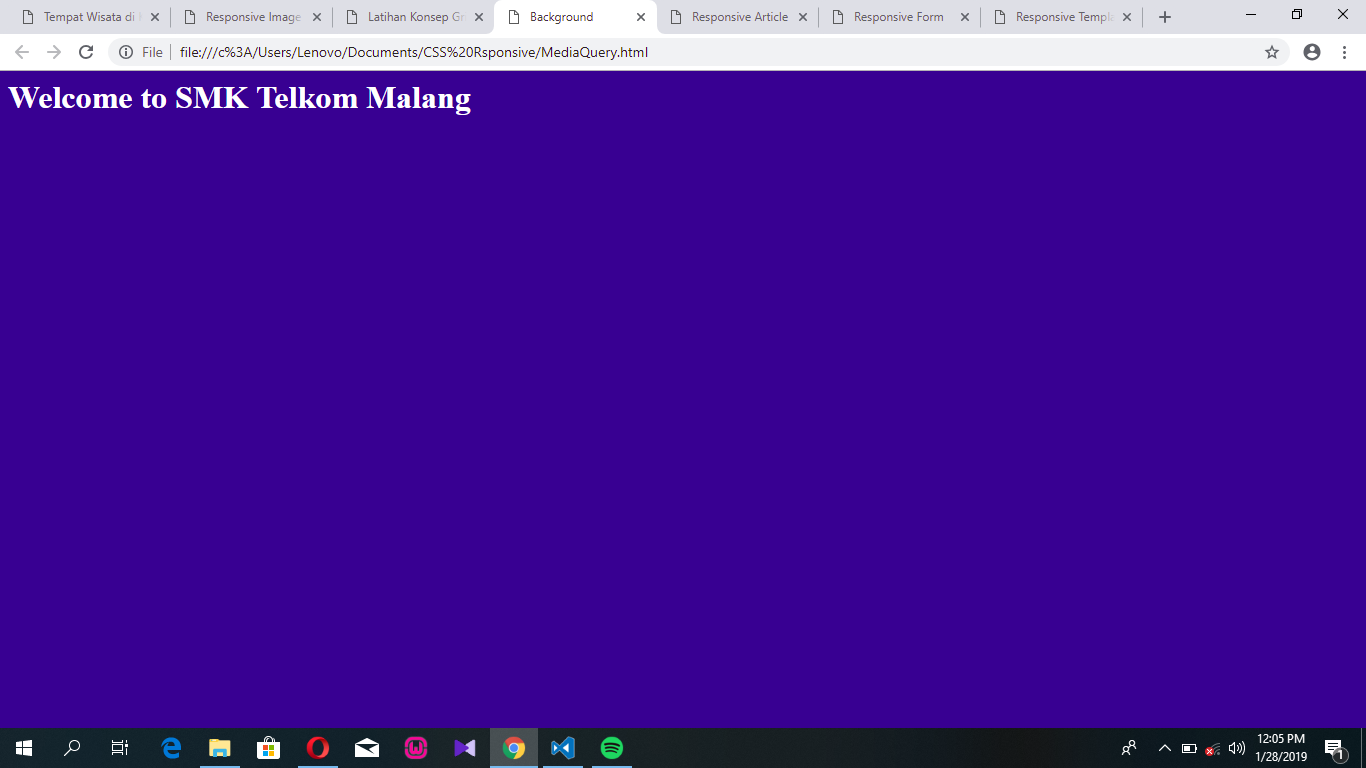 Tempat Wisata di
Responsive Image
Latihan Konsep Gr
Background
Responsive Article
Responsive Form
Responsive Templa
File
file:///c%3A/Users/Lenovo/Documents/CSS%20Rsponsive/MediaQuery.html
Welcome to SMK Telkom Malang
12:05 PM
1/28/2019
1